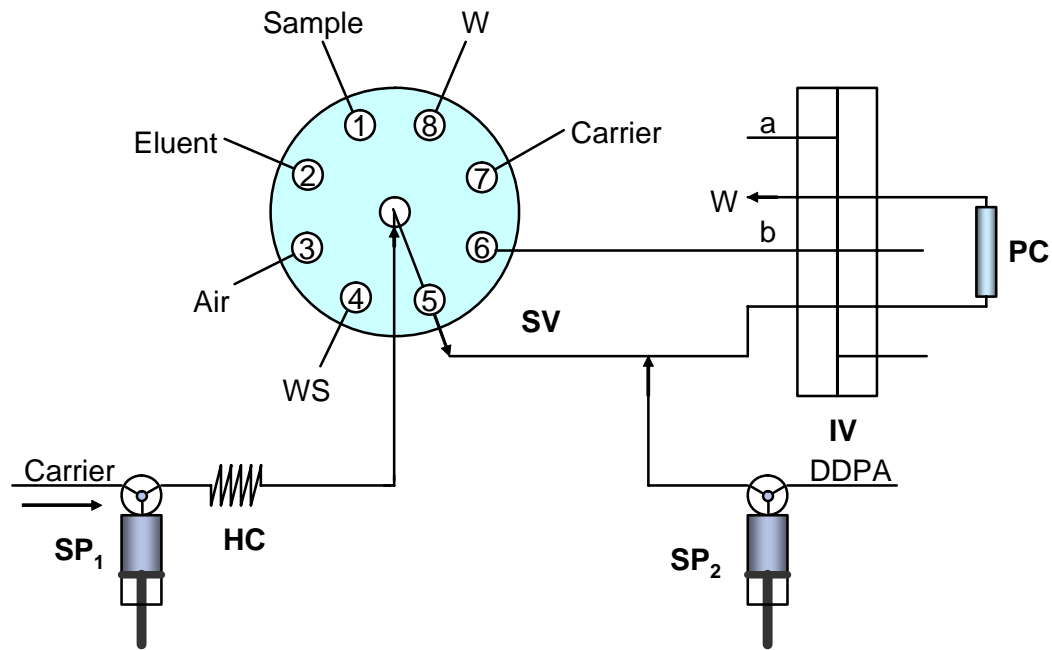 Sample
W
1
8
Eluent
2
7
Carrier
a
W
b
3
6
PC
Air
4
5
SV
WS
IV
Carrier
DDPA
HC
SP1
SP2